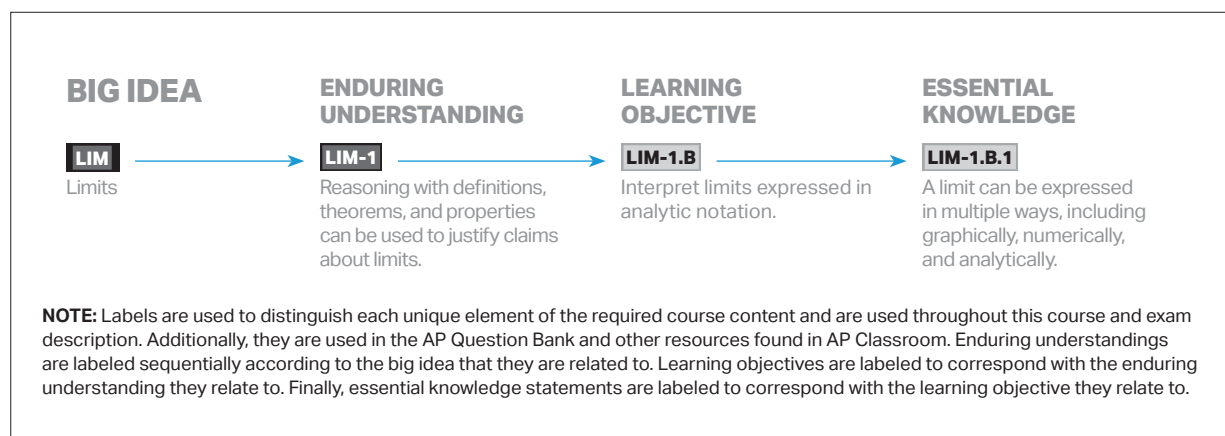 BIG IDEA
LIM
Limits
ENDURING
UNDERSTANDING
LIM-1
Reasoning with definitions,
theorems, and properties
can be used to justify claims
about limits.
LEARNING
OBJECTIVE
LIM-1.B
Interpret limits expressed in
analytic notation.
ESSENTIAL
KNOWLEDGE
LIM-1.B.1
A limit can be expressed
in multiple ways, including
graphically, numerically,
and analytically.
NOTE: Labels are used to distinguish each unique element of the required course content and are used throughout this course and exam
description. Additionally, they are used in the AP Question Bank and other resources found in AP Classroom. Enduring understandings
are labeled sequentially according to the big idea that they are related to. Learning objectives are labeled to correspond with the enduring
understanding they relate to. Finally, essential knowledge statements are labeled to correspond with the learning objective they relate to.